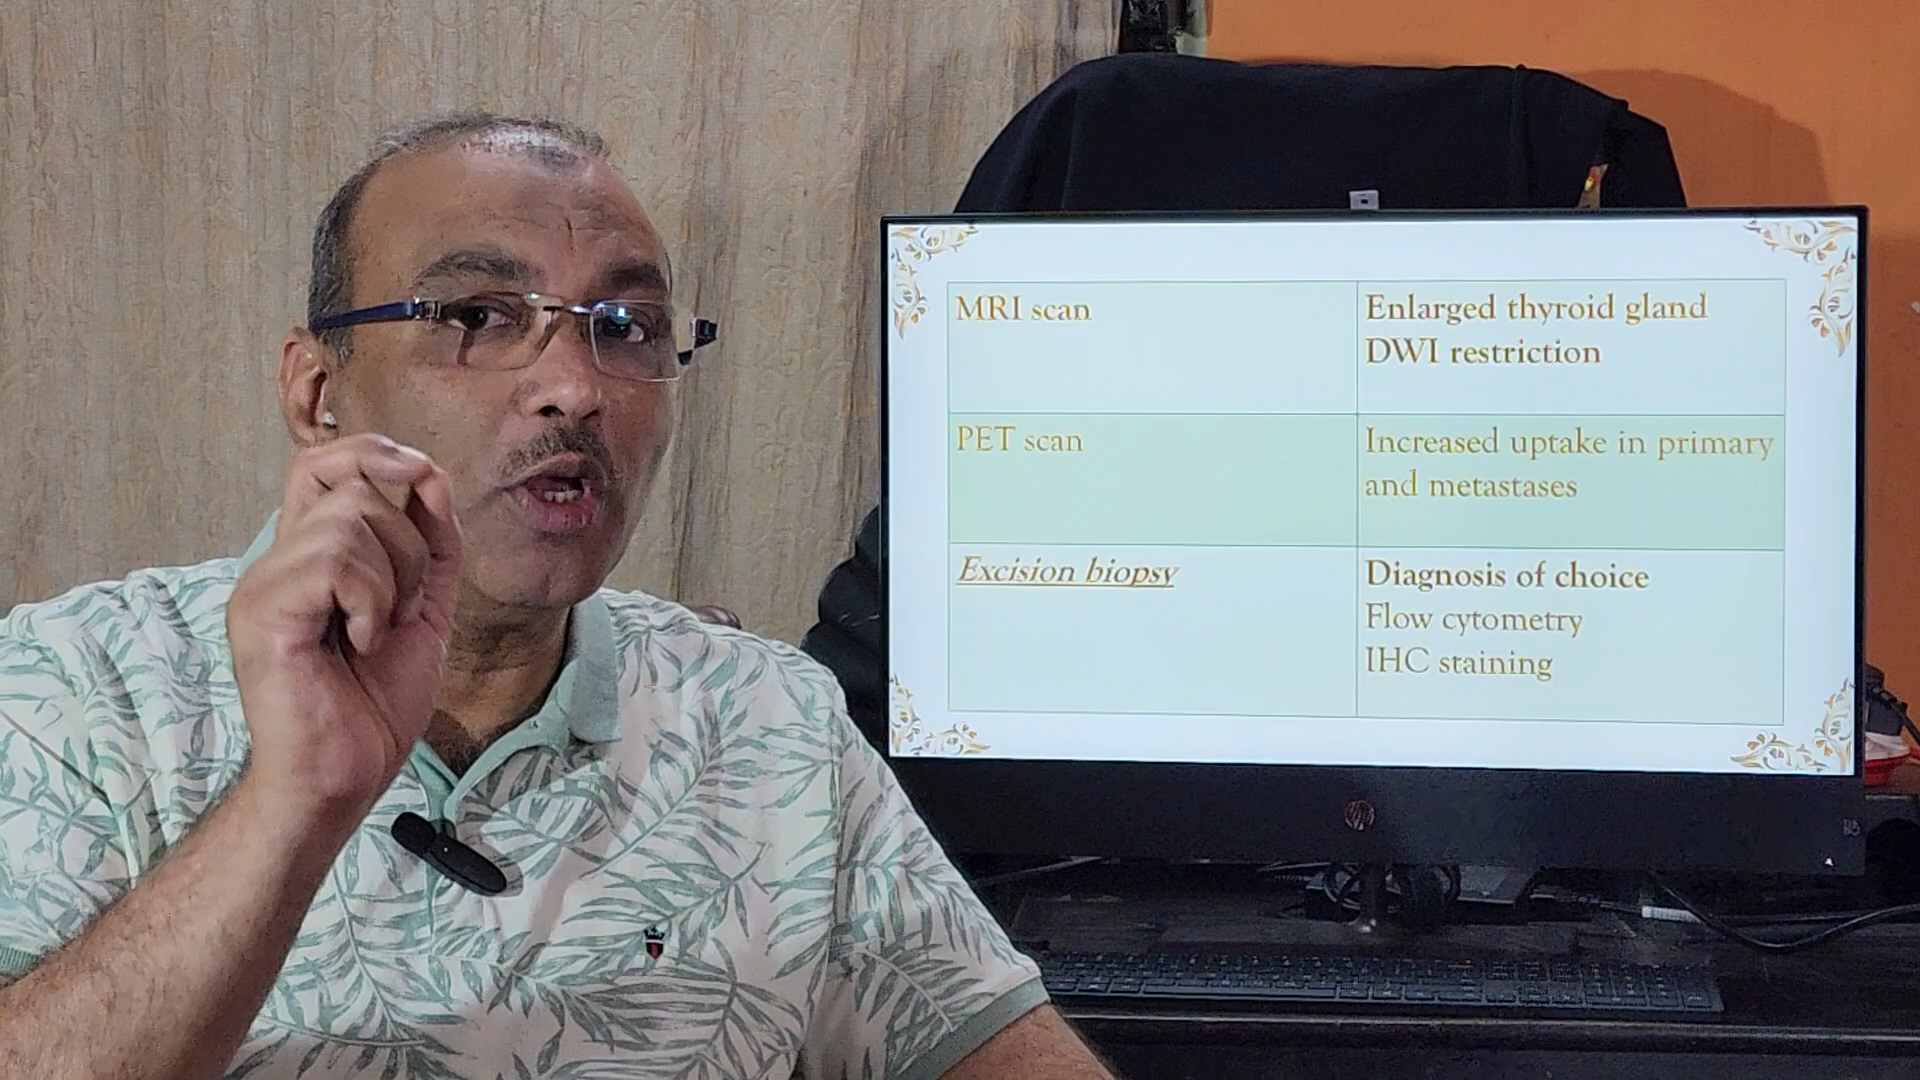 MRI scan
Enlarged thyroid gland
DWI restriction
PET scan
Increased uptake in primary
and metastases
Excision biopsy
Diagnosis of choice
Flow cytometry
IHC staining
hp